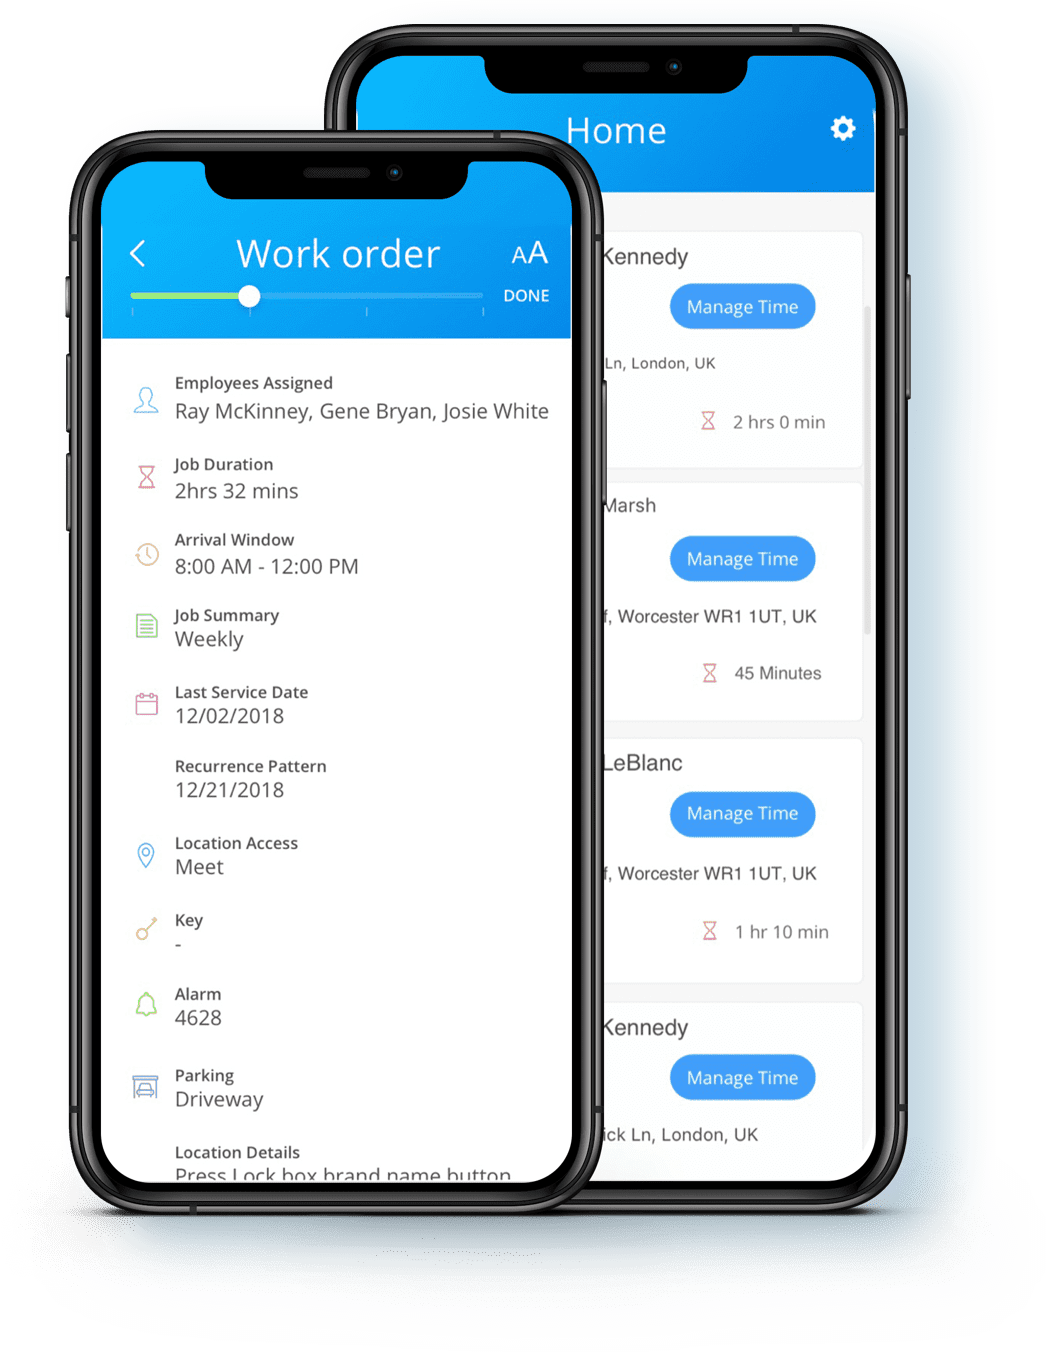 Home
Kennedy
Manage Time
Ln, London, UK
2 hrs 0 min
Marsh
Manage Time
f, Worcester WR1 1UT, UK
45 Minutes
LeBlanc
Manage Time
f, Worcester WR1 1UT, UK
1 hr 10 min
Kennedy
Manage Time
ick Ln, London, UK
Work order
AA
DONE
Employees Assigned
Ray McKinney, Gene Bryan, Josie White
Job Duration
2hrs 32 mins
Arrival Window
8:00 AM - 12:00 PM
Job Summary
Weekly
Last Service Date
12/02/2018
Recurrence Pattern
12/21/2018
Location Access
Meet
Key
-
Alarm
4628
Parking
Driveway
Location Details
Press Lock box brand name button